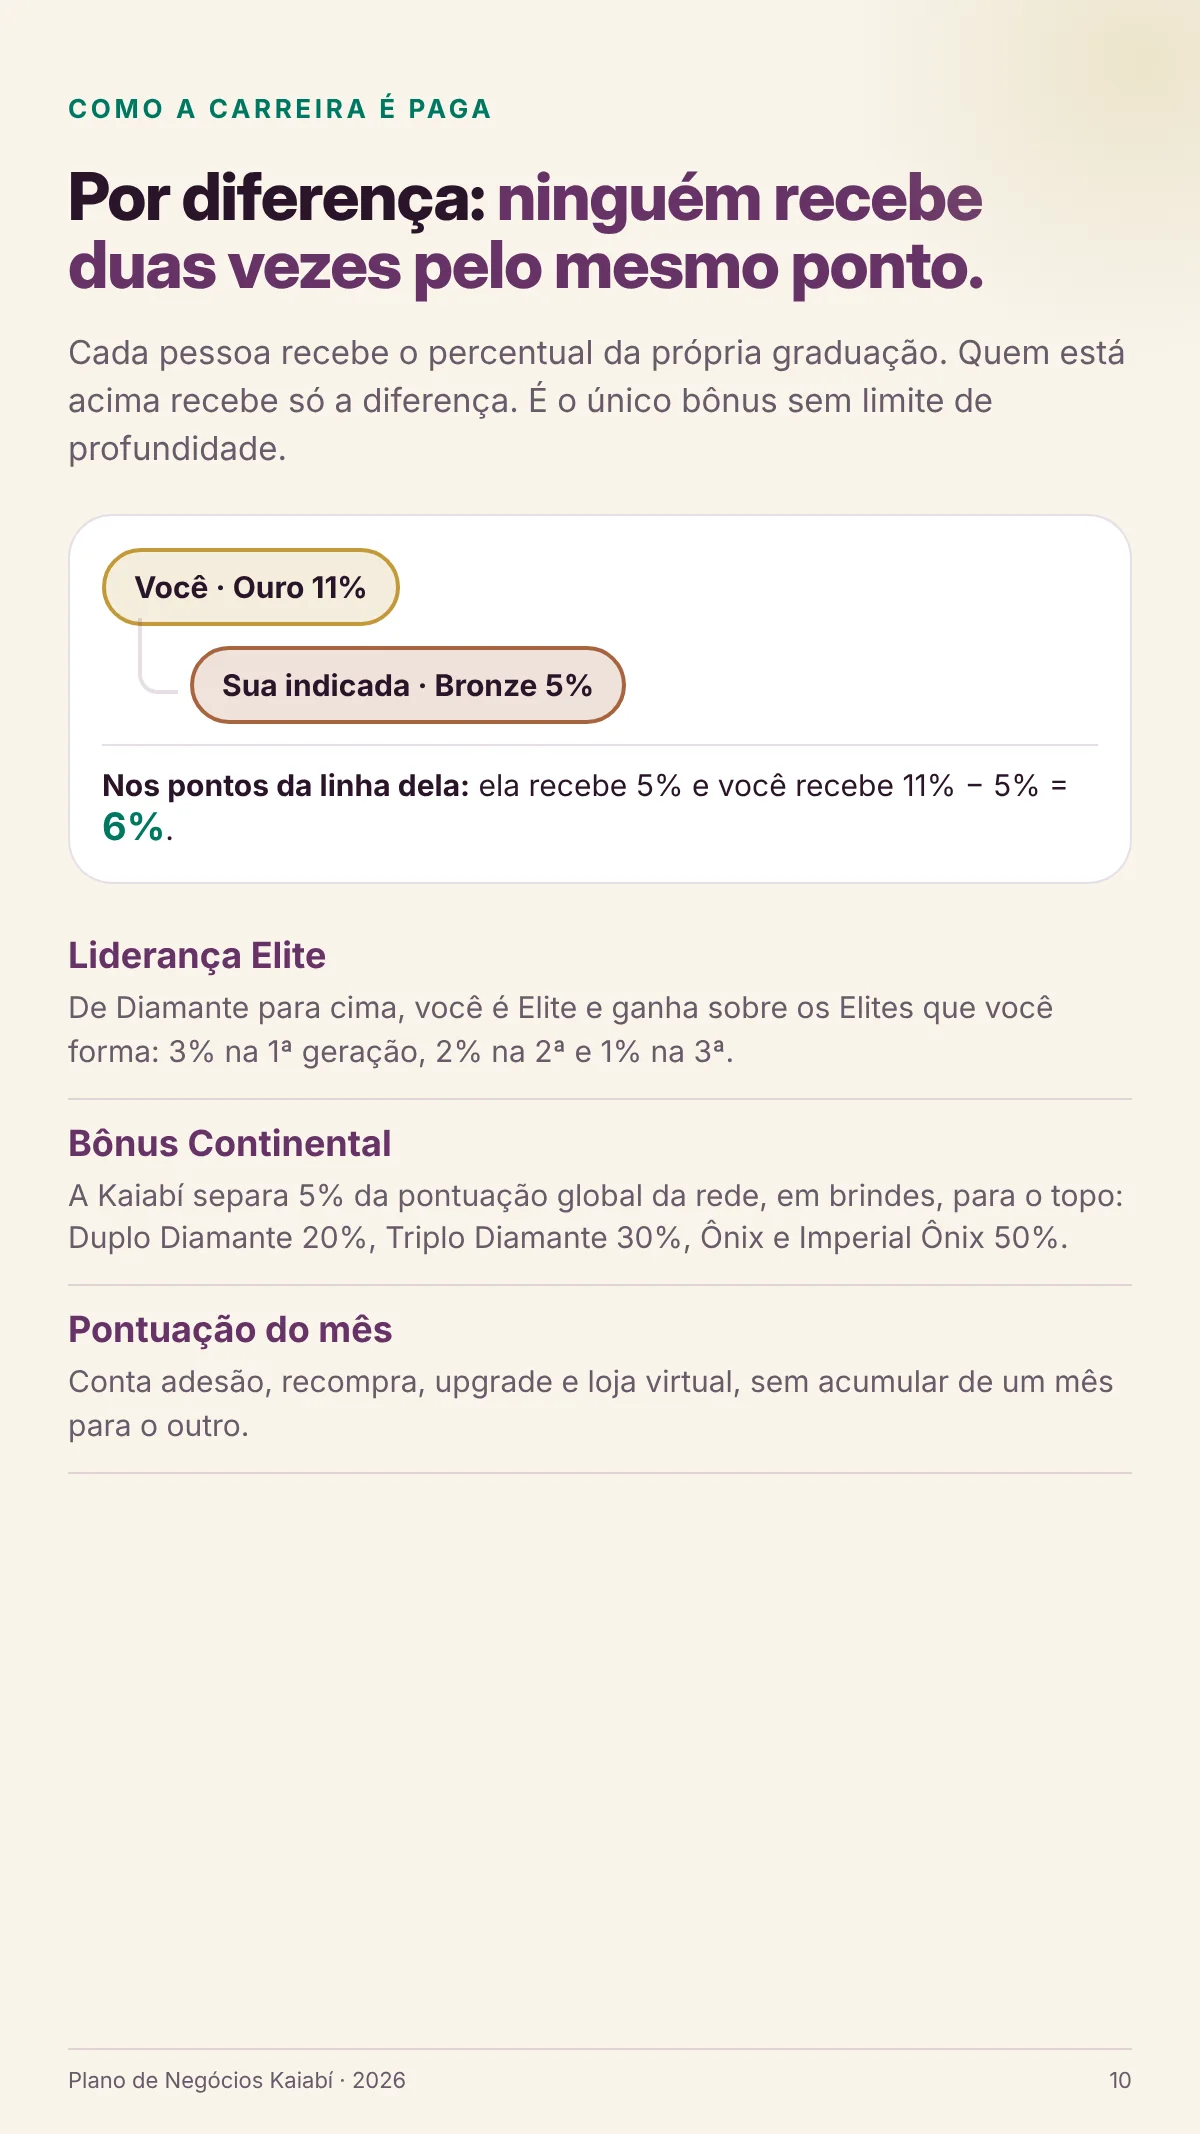 COMO A CARREIRA É PAGA
Por diferença: ninguém recebe
duas vezes pelo mesmo ponto.
Cada pessoa recebe o percentual da própria graduação. Quem está
acima recebe só a diferença. É o único bônus sem limite de
profundidade.
Você · Ouro 11%
Sua indicada · Bronze 5%
Nos pontos da linha dela: ela recebe 5% e você recebe 11% − 5% =
6%.
Liderança Elite
De Diamante para cima, você é Elite e ganha sobre os Elites que você
forma: 3% na 1ª geração, 2% na 2ª e 1% na 3ª.
Bônus Continental
A Kaiabí separa 5% da pontuação global da rede, em brindes, para o topo:
Duplo Diamante 20%, Triplo Diamante 30%, Ônix e Imperial Ônix 50%.
Pontuação do mês
Conta adesão, recompra, upgrade e loja virtual, sem acumular de um mês
para o outro.
Plano de Negócios Kaiabí · 2026
10